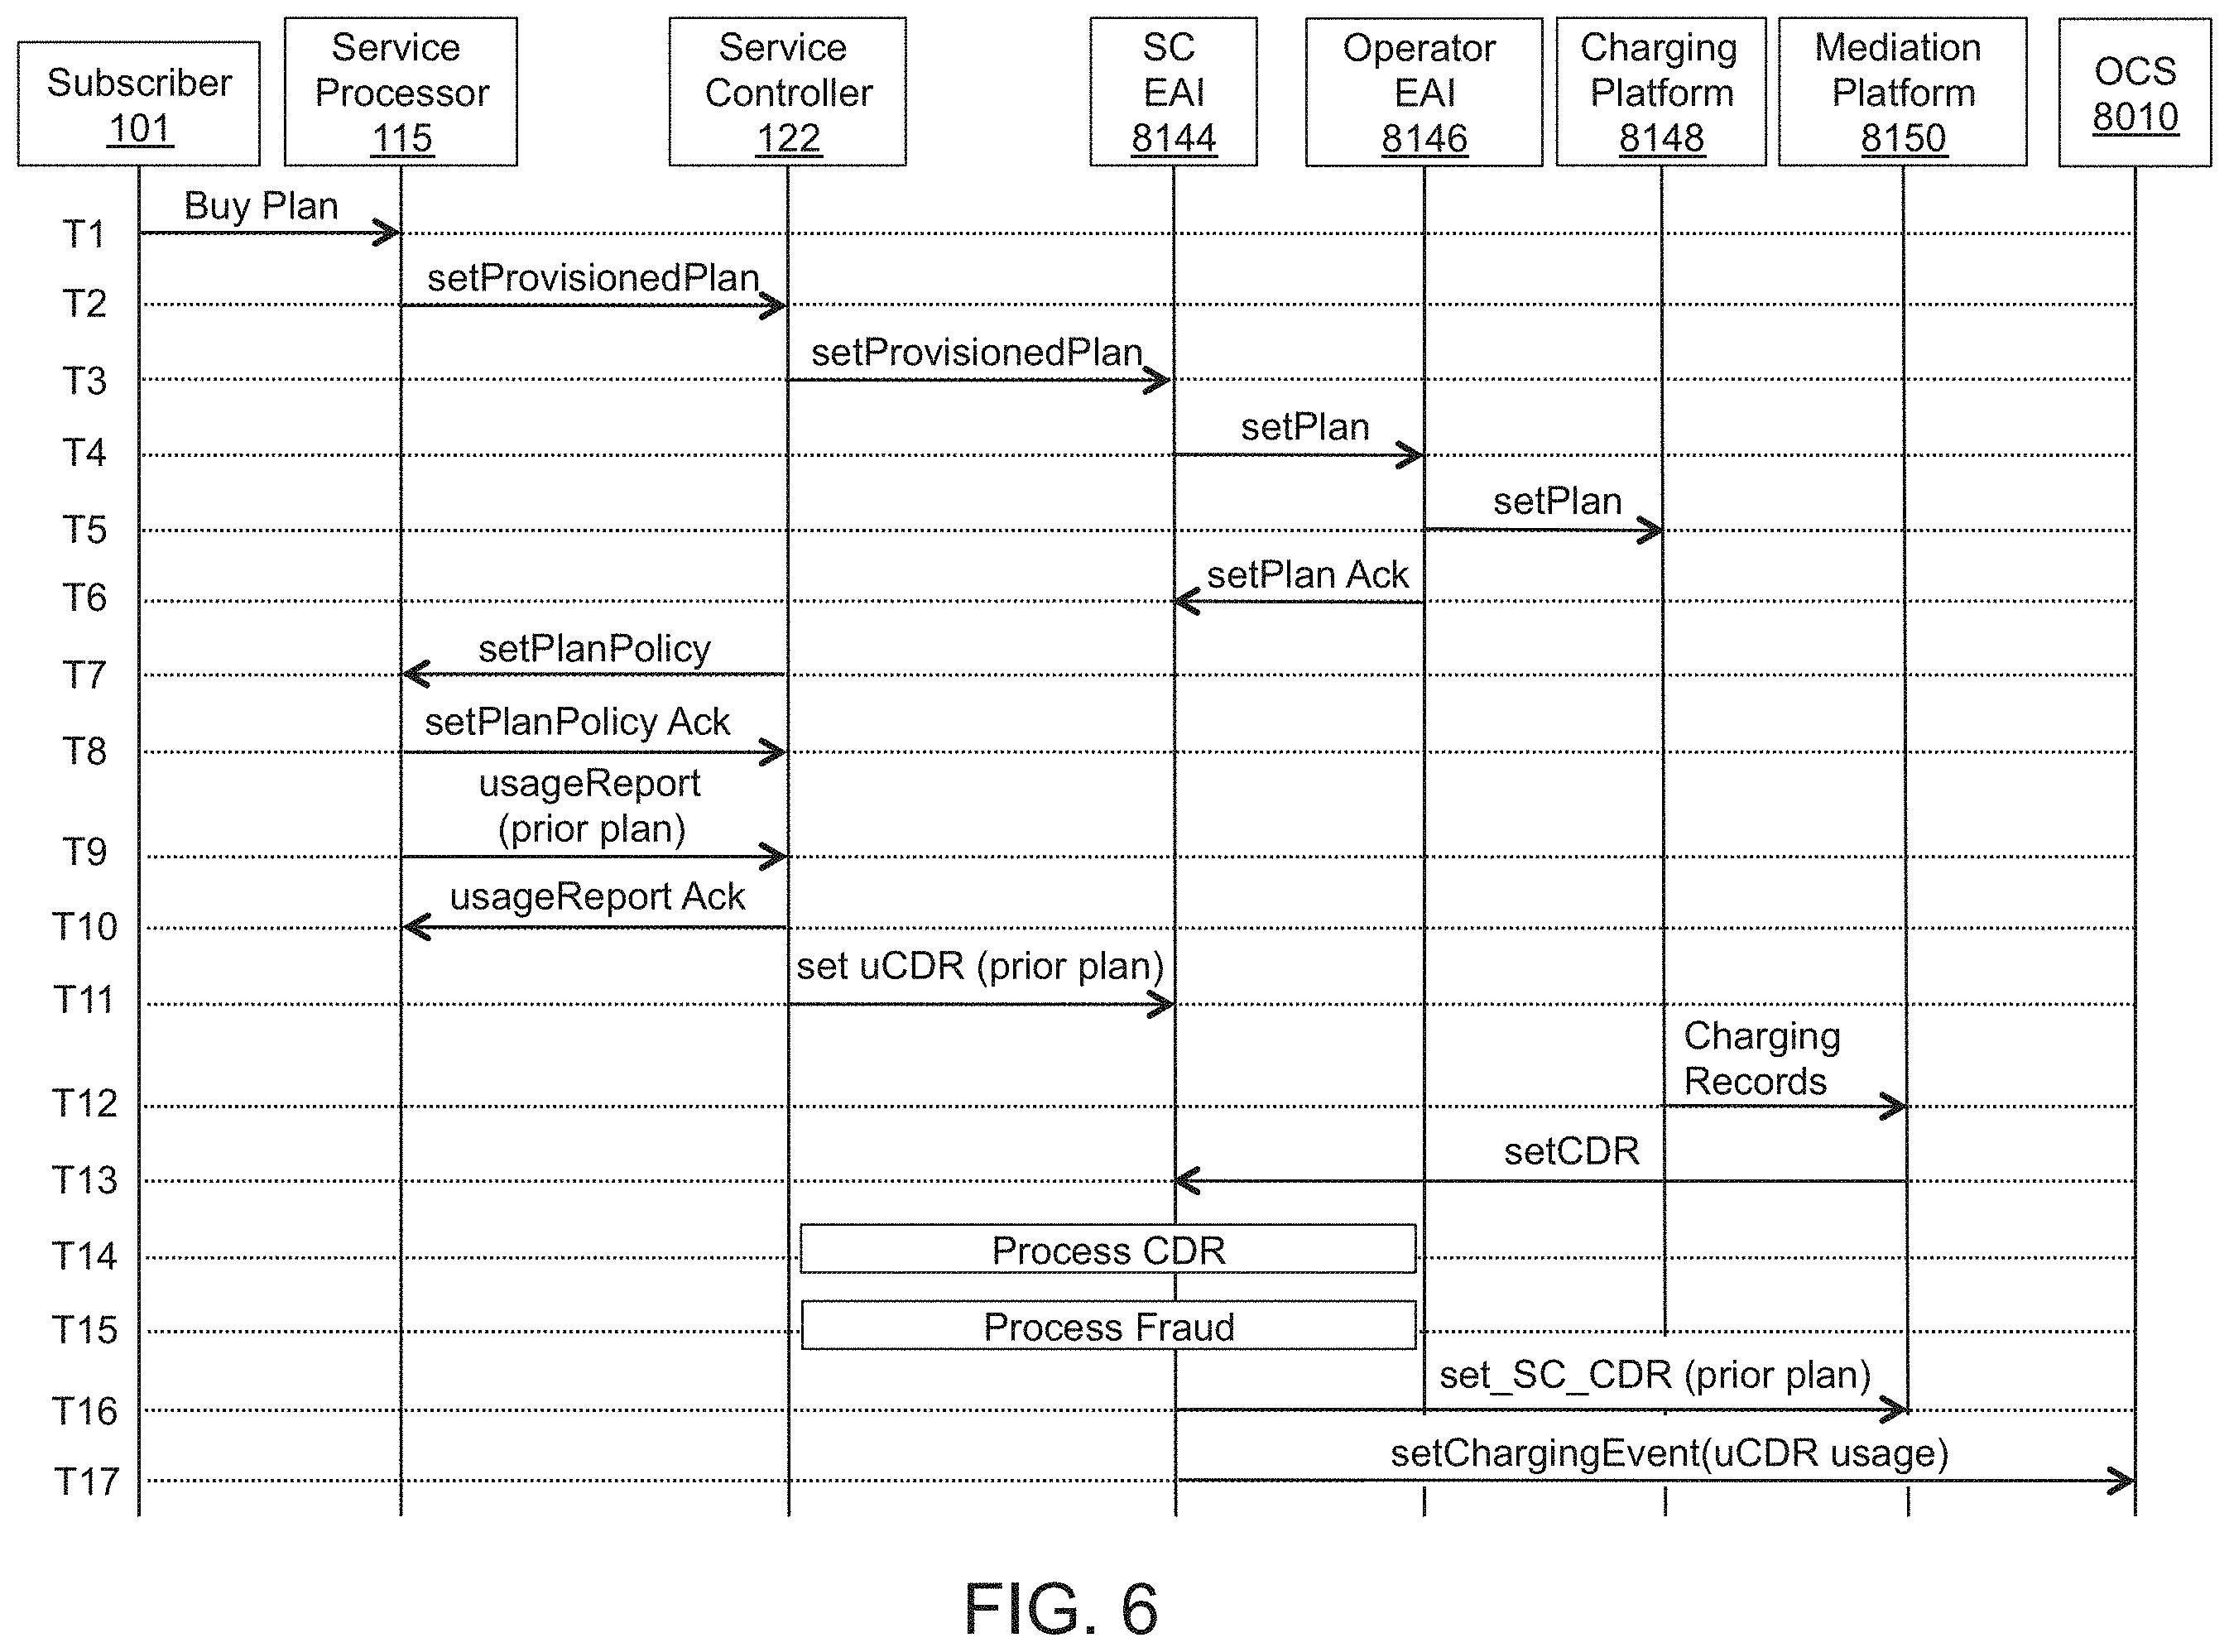 Subscriber
101
Service
Processor
115
Service
Controller
122
SC
EAI
8144
Operator
EAI
8146
Charging
Platform
8148
Mediation
Platform
8150
OCS
8010
T1
Buy Plan
T2
setProvisionedPlan
T3
setProvisionedPlan
T4
setPlan
T5
setPlan
T6
setPlan Ack
T7
setPlanPolicy
T8
setPlanPolicy Ack
T9
usageReport
(prior plan)
T10
usageReport Ack
T11
set uCDR (prior plan)
T12
Charging
Records
T13
setCDR
T14
Process CDR
T15
Process Fraud
T16
set_SC_CDR (prior plan)
T17
setChargingEvent(uCDR usage)
FIG. 6